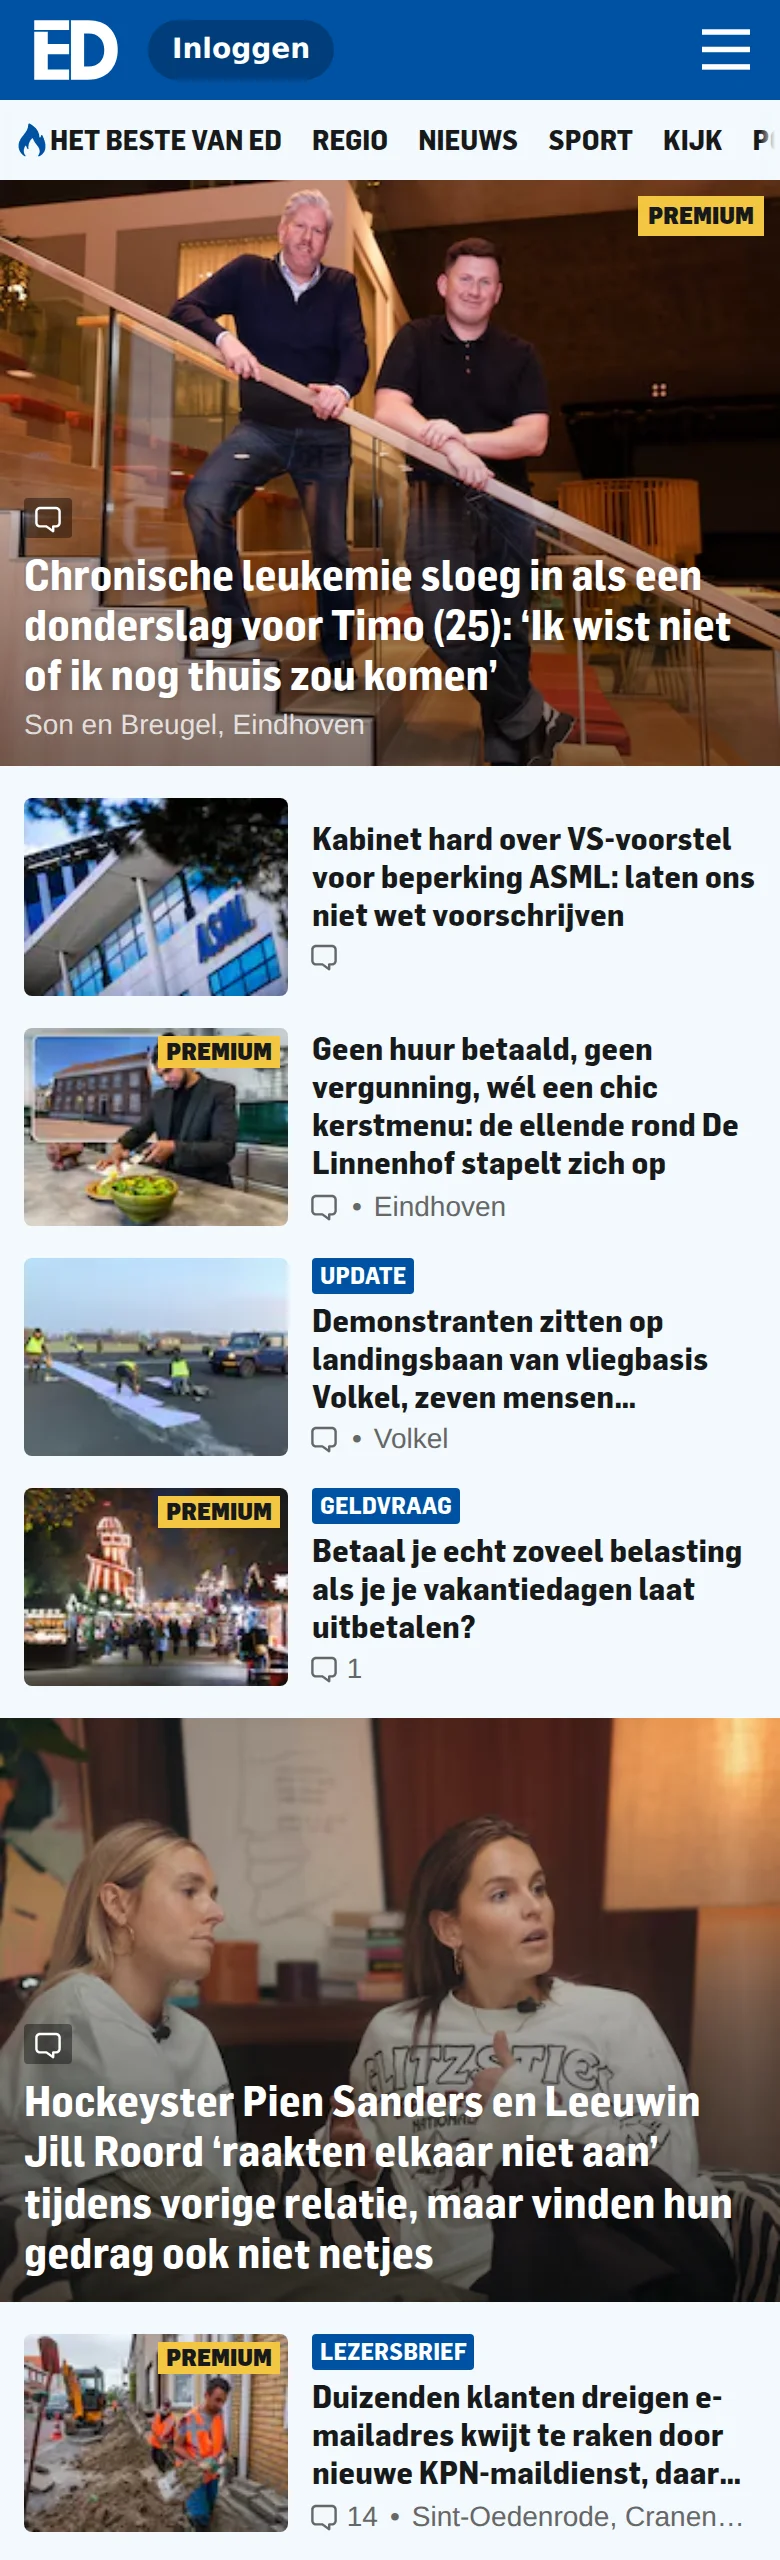 ED Inloggen
HET BESTE VAN ED REGIO NIEUWS SPORT KIJK
PREMIUM
Chronische leukemie sloeg in als een
donderslag voor Timo (25): ‘Ik wist niet
of ik nog thuis zou komen’
Son en Breugel, Eindhoven
ASML
Kabinet hard over VS-voorstel
voor beperking ASML: laten ons
niet wet voorschrijven
PREMIUM
Geen huur betaald, geen
vergunning, wél een chic
kerstmenu: de ellende rond De
Linnenhof stapelt zich op
• Eindhoven
UPDATE
Demonstranten zitten op
landingsbaan van vliegbasis
Volkel, zeven mensen...
• Volkel
PREMIUM
GELDVRAAG
Betaal je echt zoveel belasting
als je je vakantiedagen laat
uitbetalen?
1
Hockeyster Pien Sanders en Leeuwin
Jill Roord ‘raakten elkaar niet aan’
tijdens vorige relatie, maar vinden hun
gedrag ook niet netjes
PREMIUM
LEZERSBRIEF
Duizenden klanten dreigen e-
mailadres kwijt te raken door
nieuwe KPN-maildienst, daar...
14 • Sint-Oedenrode, Cranen...